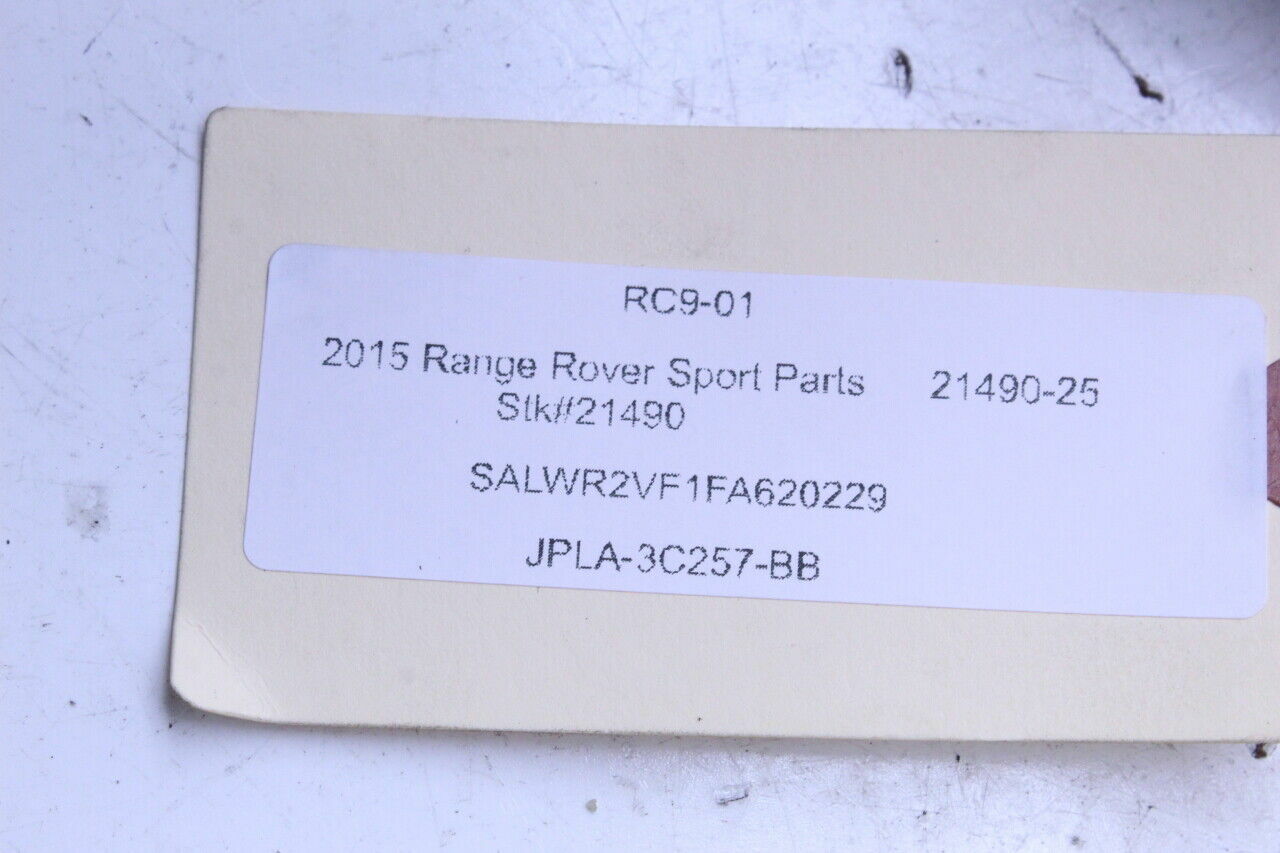 RC9-01
2015 Range Rover Sport Parts 21490-25
Stk#21490
SALWR2VF1FA620229
JPLA-3C257-BB